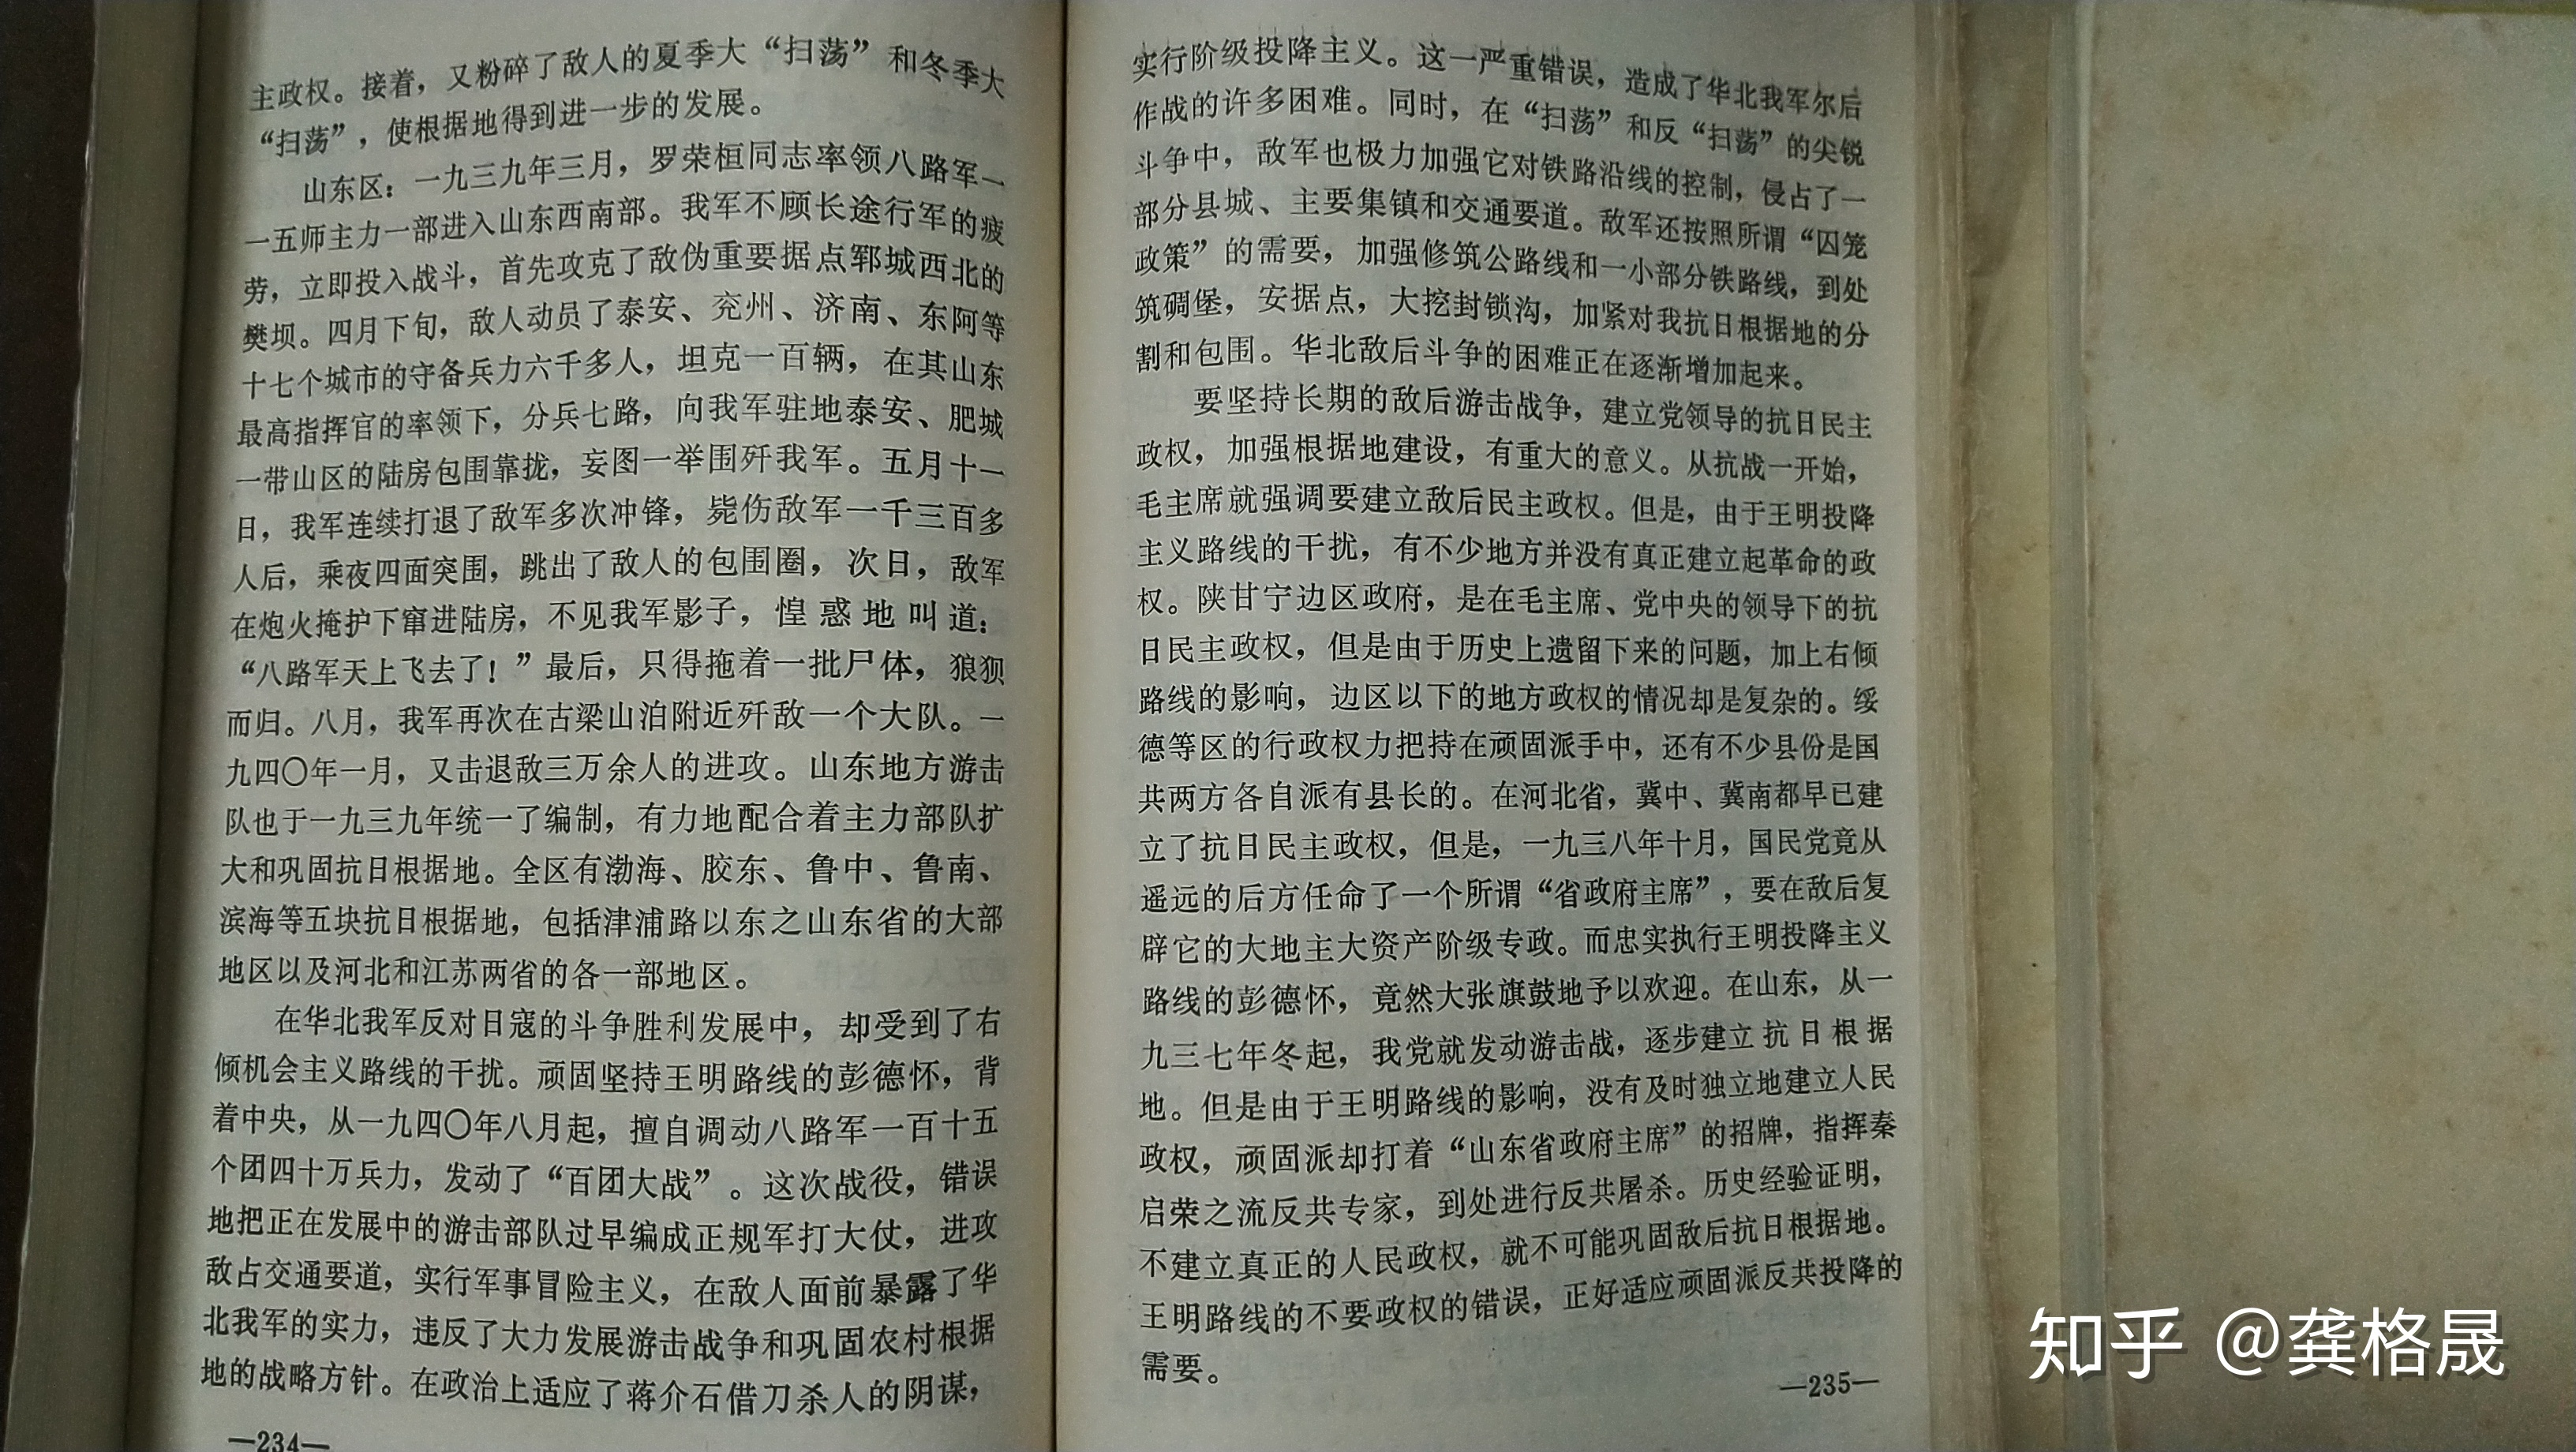 主政权。接着，又粉碎了敌人的夏季大“扫荡”和冬季大
“扫荡”，使根据地得到进一步的发展。
山东区：一九三九年三月，罗荣桓同志率领八路军一
一五师主力一部进入山东西南部。我军不顾长途行军的疲
劳，立即投入战斗，首先攻克了敌伪重要据点郓城西北的
樊坝。四月下旬，敌人动员了泰安、兖州、济南、东阿等
十七个城市的守备兵力六千多人，坦克一百辆，在其山东
最高指挥官的率领下，分兵七路，向我军驻地泰安、肥城
一带山区的陆房包围靠拢，妄图一举围歼我军。五月十一
日，我军连续打退了敌军多次冲锋，毙伤敌军一千三百多
人后，乘夜四面突围，跳出了敌人的包围圈，次日，敌军
在炮火掩护下窜进陆房，不见我军影子，惶惑地叫道：
“八路军天上飞去了！”最后，只得拖着一批尸体，狼狈
而归。八月，我军再次在古梁山泊附近歼敌一个大队。一
九四〇年一月，又击退敌三万余人的进攻。山东地方游击
队也于一九三九年统一了编制，有力地配合着主力部队扩
大和巩固抗日根据地。全区有渤海、胶东、鲁中、鲁南、
滨海等五块抗日根据地，包括津浦路以东之山东省的大部
地区以及河北和江苏两省的各一部地区。
在华北我军反对日寇的斗争胜利发展中，却受到了右
倾机会主义路线的干扰。顽固坚持王明路线的彭德怀，背
着中央，从一九四〇年八月起，擅自调动八路军一百十五
个团四十万兵力，发动了“百团大战”。这次战役，错误
地把正在发展中的游击部队过早编成正规军打大仗，进攻
敌占交通要道，实行军事冒险主义，在敌人面前暴露了华
北我军的实力，违反了大力发展游击战争和巩固农村根据
地的战略方针。在政治上适应了蒋介石借刀杀人的阴谋，
—234—
实行阶级投降主义。这一严重错误，造成了华北我军尔后
作战的许多困难。同时，在“扫荡”和反“扫荡”的尖锐
斗争中，敌军也极力加强它对铁路沿线的控制，侵占了一
部分县城、主要集镇和交通要道。敌军还按照所谓“囚笼
政策”的需要，加强修筑公路线和一小部分铁路线，到处
筑碉堡，安据点，大挖封锁沟，加紧对我抗日根据地的分
割和包围。华北敌后斗争的困难正在逐渐增加起来。
要坚持长期的敌后游击战争，建立党领导的抗日民主
政权，加强根据地建设，有重大的意义。从抗战一开始，
毛主席就强调要建立敌后民主政权。但是，由于王明投降
主义路线的干扰，有不少地方并没有真正建立起革命的政
权。陕甘宁边区政府，是在毛主席、党中央的领导下的抗
日民主政权，但是由于历史上遗留下来的问题，加上右倾
路线的影响，边区以下的地方政权的情况却是复杂的。绥
德等区的行政权力把持在顽固派手中，还有不少县份是国
共两方各自派有县长的。在河北省，冀中、冀南都早已建
立了抗日民主政权，但是，一九三八年十月，国民党竟从
遥远的后方任命了一个所谓“省政府主席”，要在敌后复
辟它的大地主大资产阶级专政。而忠实执行王明投降主义
路线的彭德怀，竟然大张旗鼓地予以欢迎。在山东，从一
九三七年冬起，我党就发动游击战，逐步建立抗日根据
地。但是由于王明路线的影响，没有及时独立地建立人民
政权，顽固派却打着“山东省政府主席”的招牌，指挥秦
启荣之流反共专家，到处进行反共屠杀。历史经验证明，
不建立真正的人民政权，就不可能巩固敌后抗日根据地。
王明路线的不要政权的错误，正好适应顽固派反共投降的
需要。
—235—
知乎 @龚格晟